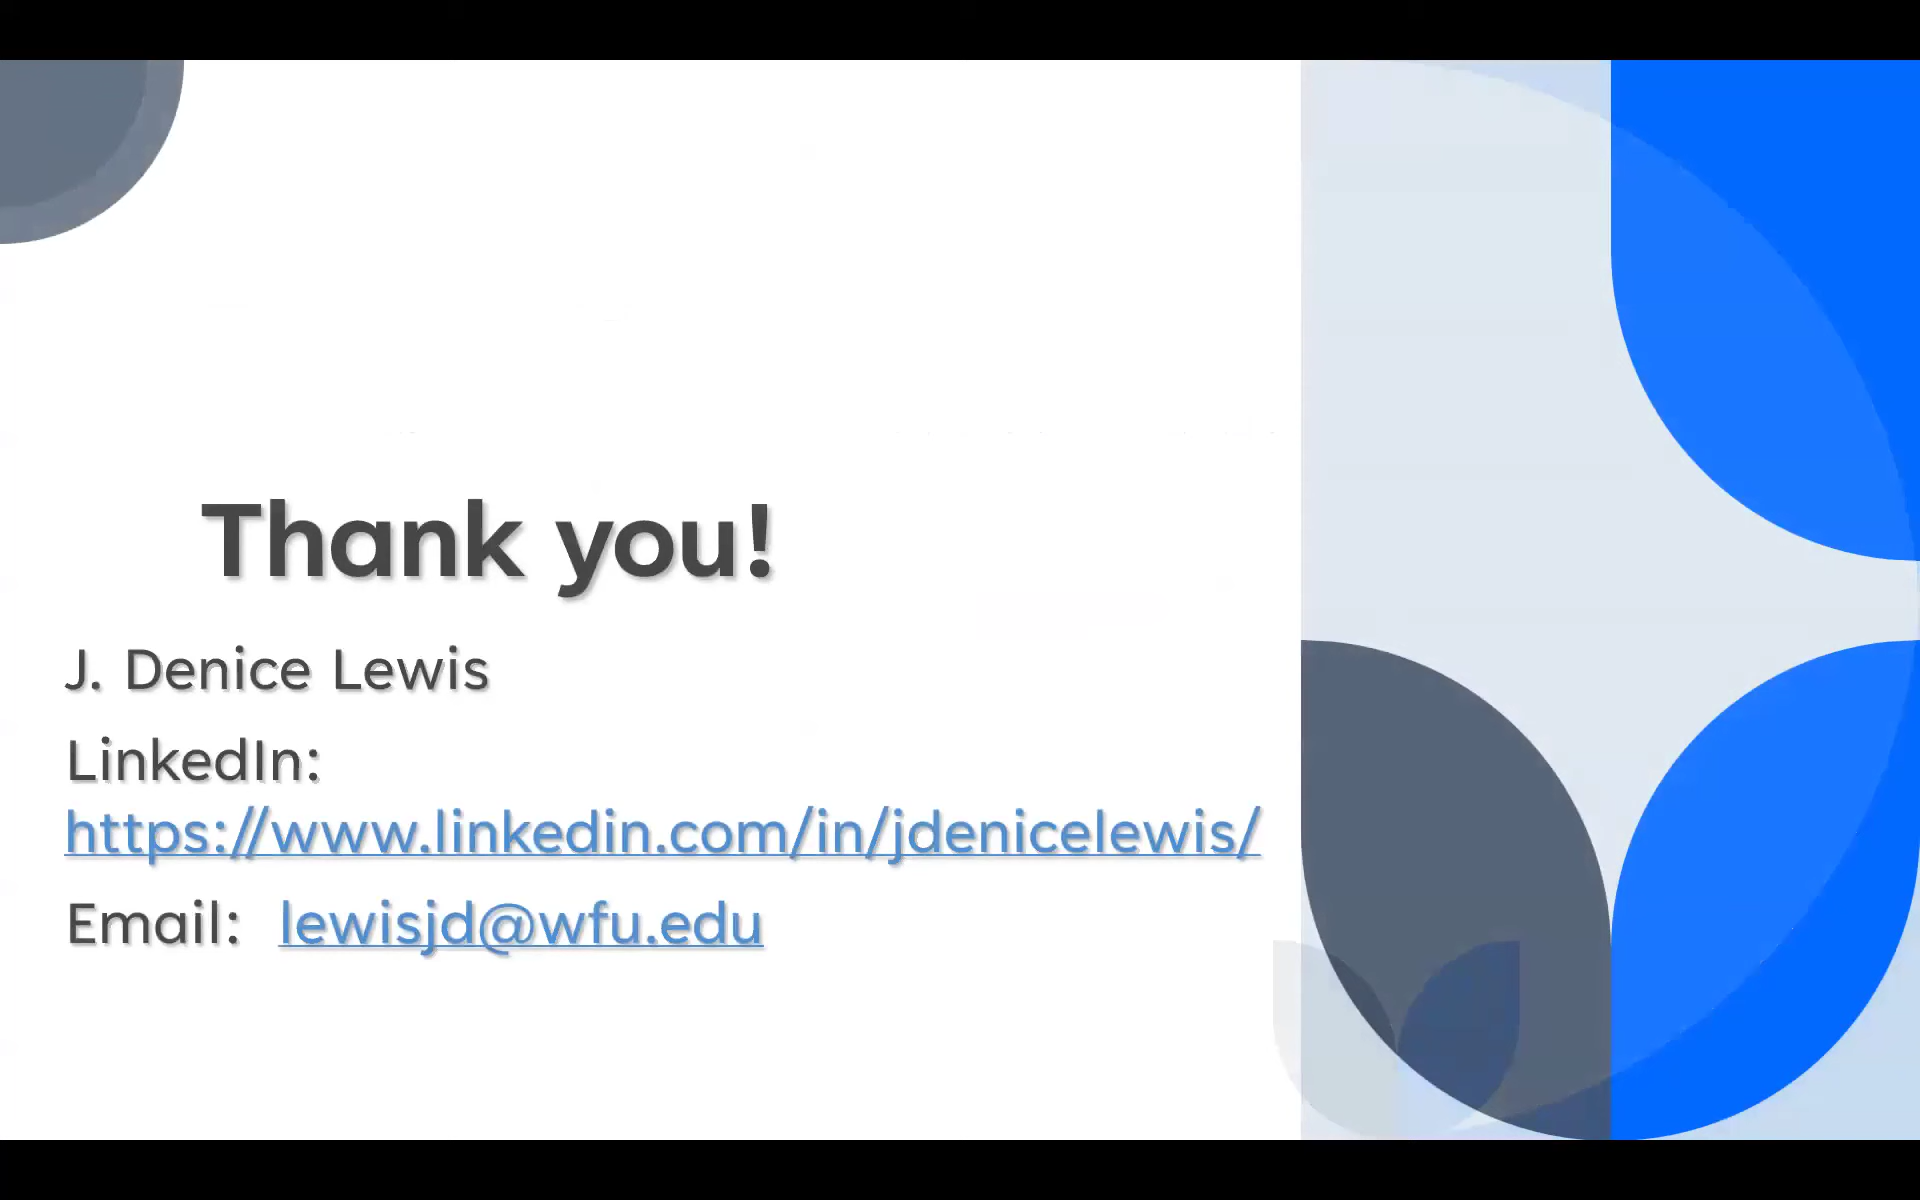 Thank you!
J. Denice Lewis
LinkedIn:
https://www.linkedin.com/in/jdenicelewis/
Email: lewisjd@wfu.edu